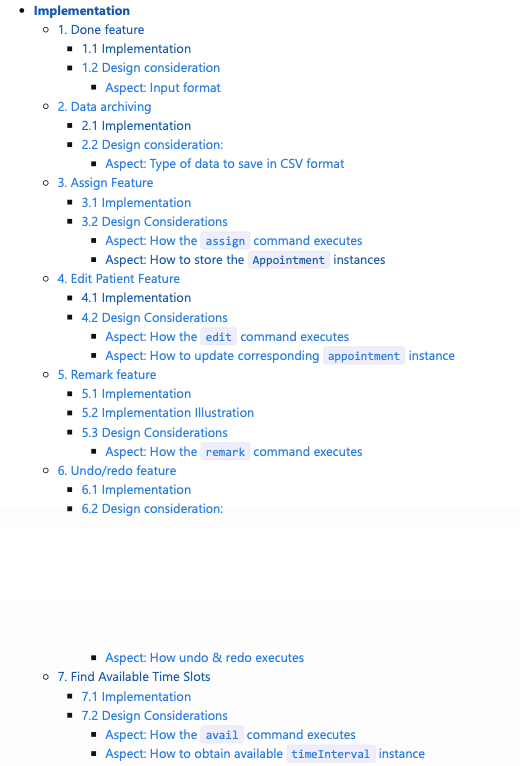 Implementation
1. Done feature
1.1 Implementation
1.2 Design consideration
Aspect: Input format
2. Data archiving
2.1 Implementation
2.2 Design consideration:
Aspect: Type of data to save in CSV format
3. Assign Feature
3.1 Implementation
3.2 Design Considerations
Aspect: How the assign command executes
Aspect: How to store the Appointment instances
4. Edit Patient Feature
4.1 Implementation
4.2 Design Considerations
Aspect: How the edit command executes
Aspect: How to update corresponding appointment instance
5. Remark feature
5.1 Implementation
5.2 Implementation Illustration
5.3 Design Considerations
Aspect: How the remark command executes
6. Undo/redo feature
6.1 Implementation
6.2 Design consideration:
Aspect: How undo & redo executes
7. Find Available Time Slots
7.1 Implementation
7.2 Design Considerations
Aspect: How the avail command executes
Aspect: How to obtain available timeInterval instance